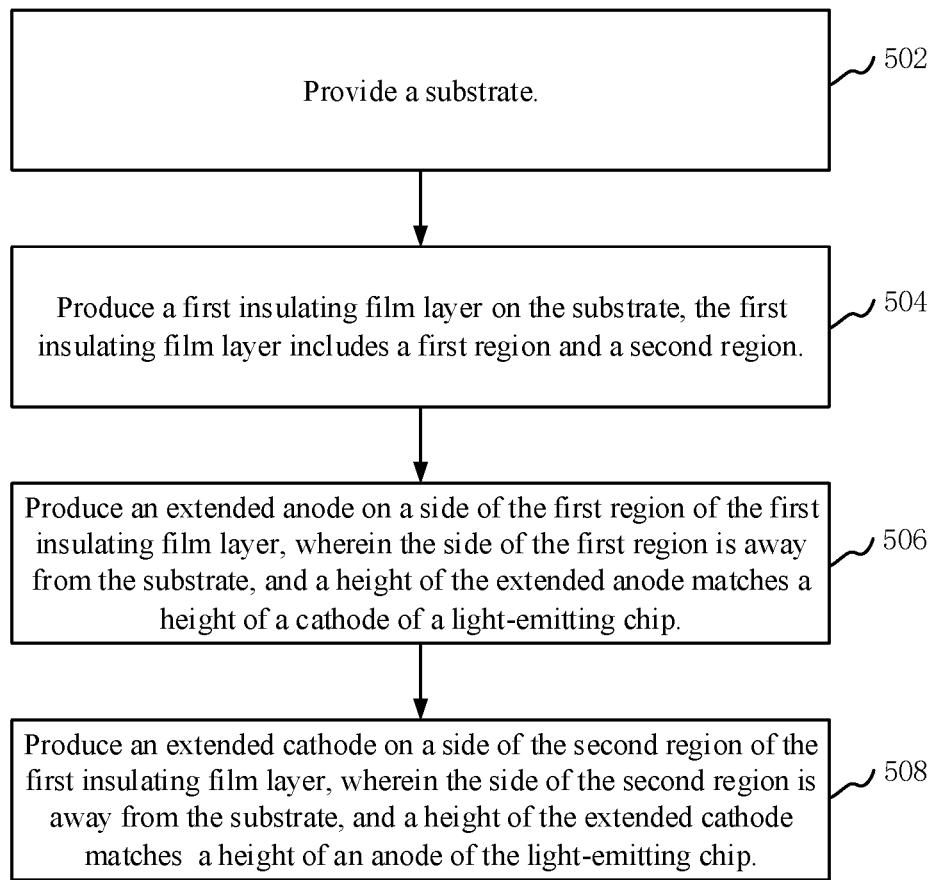 Provide a substrate.
502
Produce a first insulating film layer on the substrate, the first
insulating film layer includes a first region and a second region.
504
Produce an extended anode on a side of the first region of the first
insulating film layer, wherein the side of the first region is away
from the substrate, and a height of the extended anode matches a
height of a cathode of a light-emitting chip.
506
Produce an extended cathode on a side of the second region of the
first insulating film layer, wherein the side of the second region is
away from the substrate, and a height of the extended cathode
matches a height of an anode of the light-emitting chip.
508